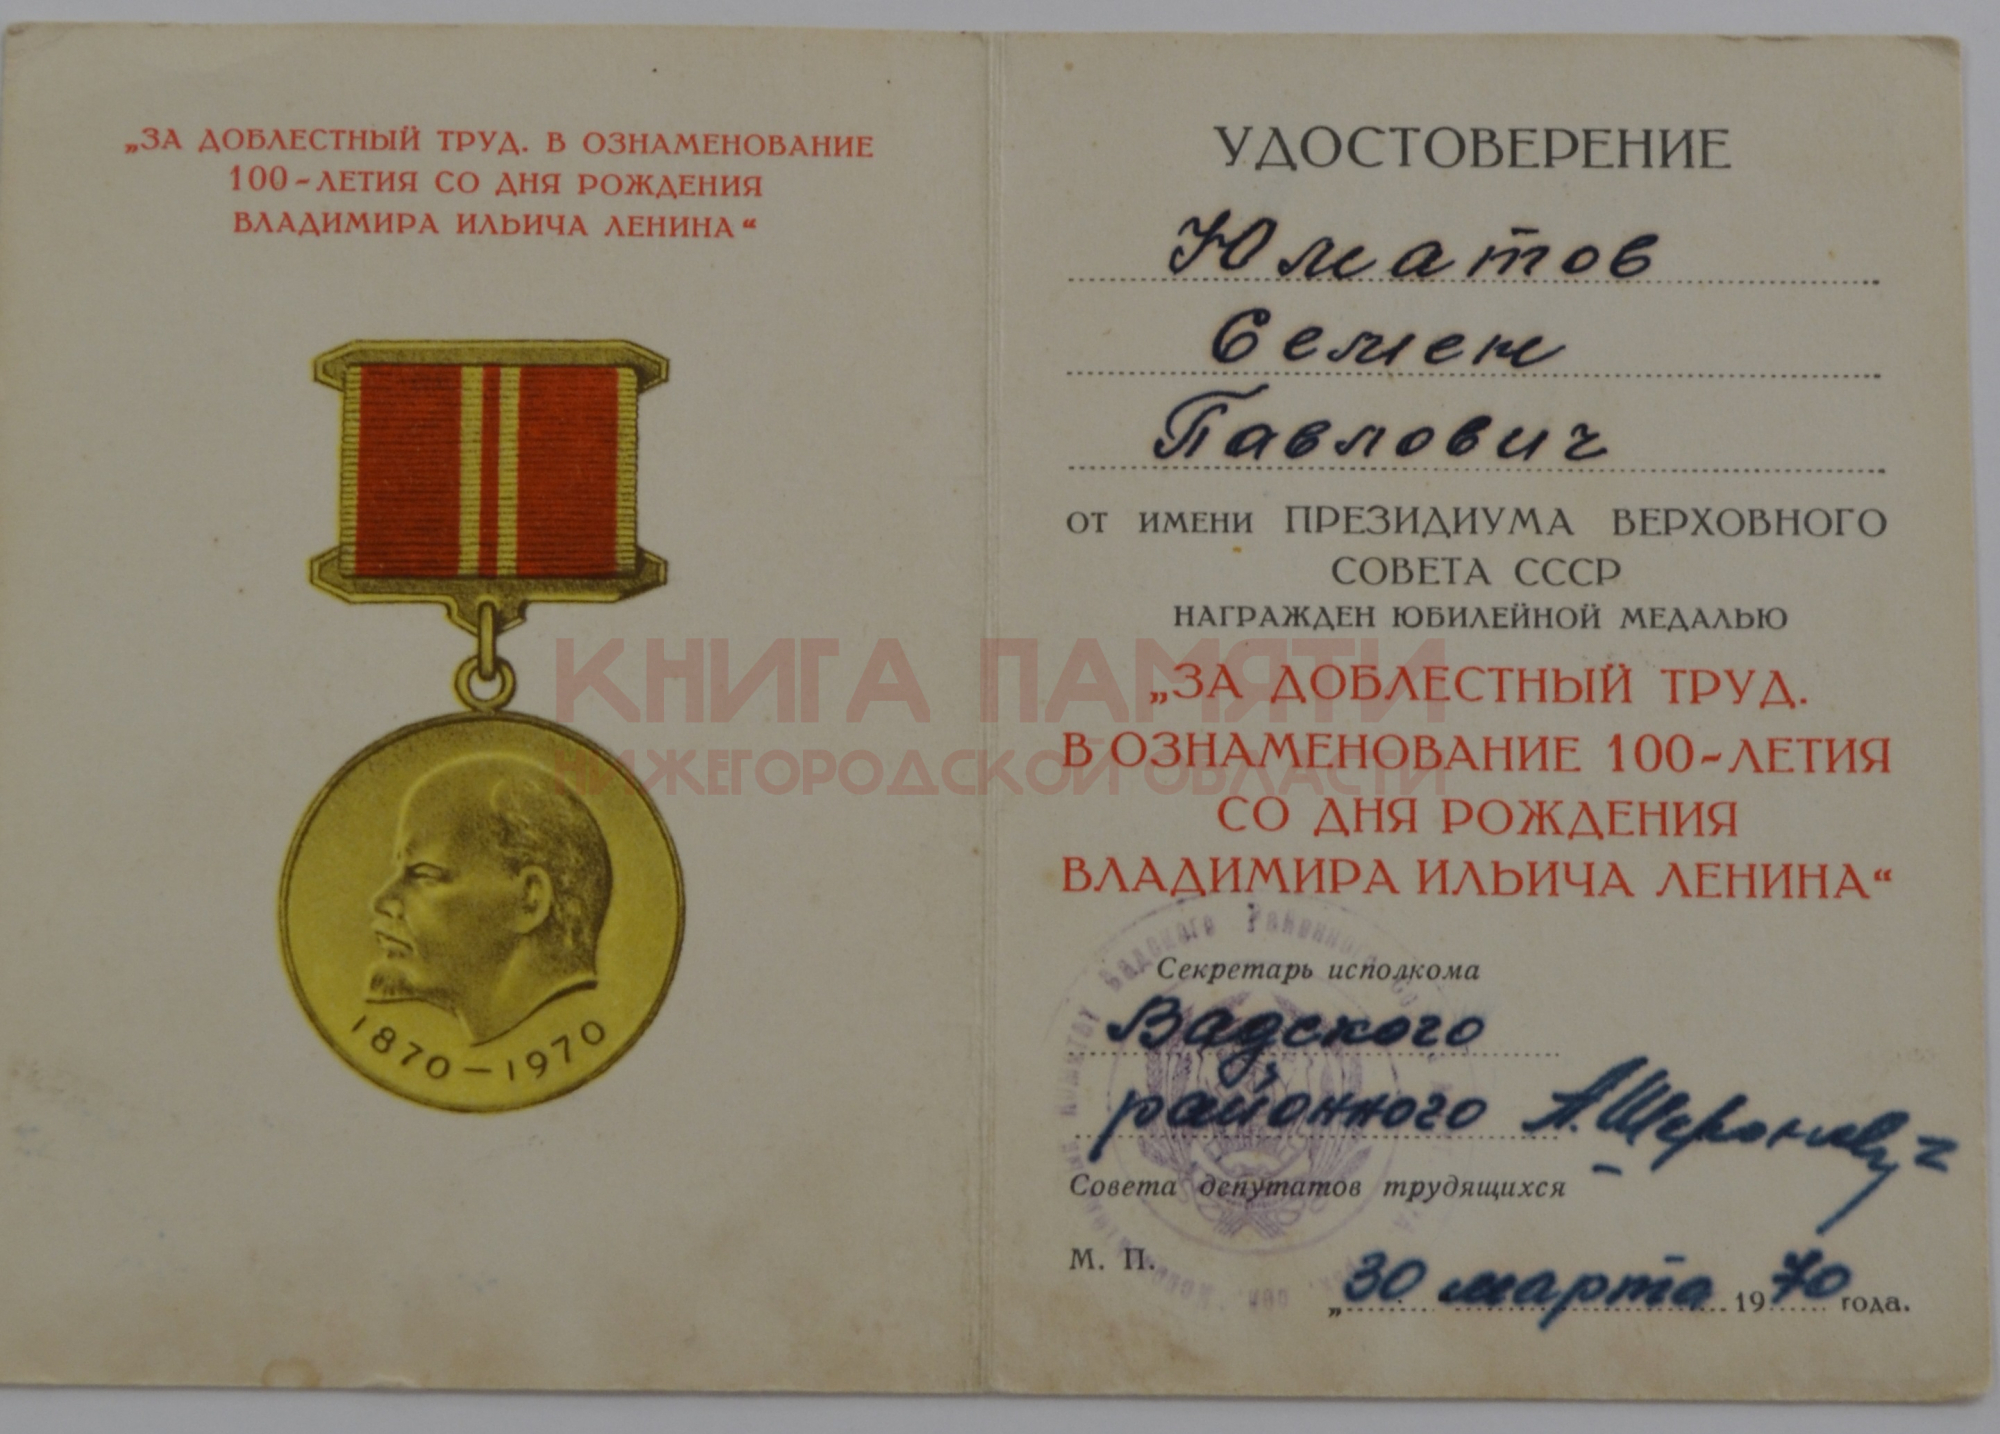 „ЗА ДОБЛЕСТНЫЙ ТРУД. В ОЗНАМЕНОВАНИЕ
100-ЛЕТИЯ СО ДНЯ РОЖДЕНИЯ
ВЛАДИМИРА ИЛЬИЧА ЛЕНИНА“
1870–1970
КНИГА ПАМЯТИ
НИЖЕГОРОДСКОЙ ОБЛАСТИ
УДОСТОВЕРЕНИЕ
Юматов
Семен
Павлович
ОТ ИМЕНИ ПРЕЗИДИУМА ВЕРХОВНОГО
СОВЕТА СССР
НАГРАЖДЕН ЮБИЛЕЙНОЙ МЕДАЛЬЮ
„ЗА ДОБЛЕСТНЫЙ ТРУД.
В ОЗНАМЕНОВАНИЕ 100-ЛЕТИЯ
СО ДНЯ РОЖДЕНИЯ
ВЛАДИМИРА ИЛЬИЧА ЛЕНИНА“
Секретарь исполкома
Вадского
районного
Совета депутатов трудящихся
М. П.
„30 марта 1970 года.